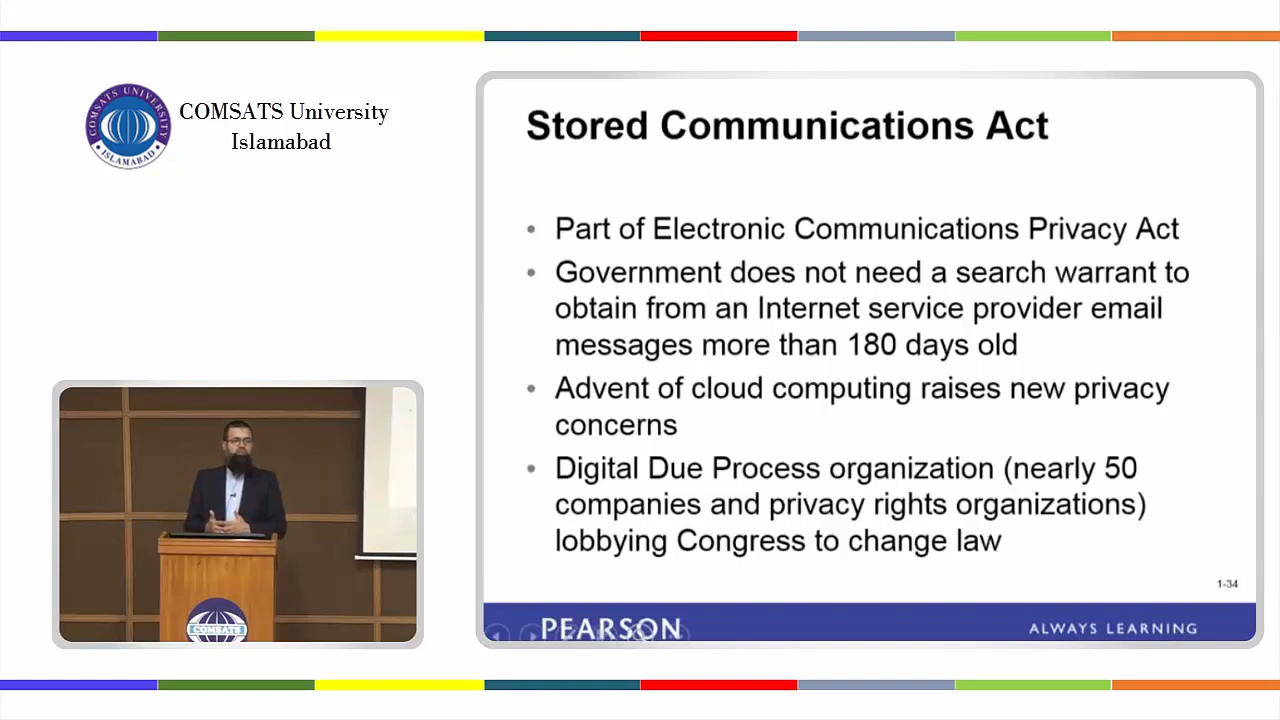 COMSATS UNIVERSITY
ISLAMABAD
COMSATS University
Islamabad
Stored Communications Act
• Part of Electronic Communications Privacy Act
• Government does not need a search warrant to
obtain from an Internet service provider email
messages more than 180 days old
• Advent of cloud computing raises new privacy
concerns
• Digital Due Process organization (nearly 50
companies and privacy rights organizations)
lobbying Congress to change law
1-34
PEARSON
ALWAYS LEARNING
COMSATS